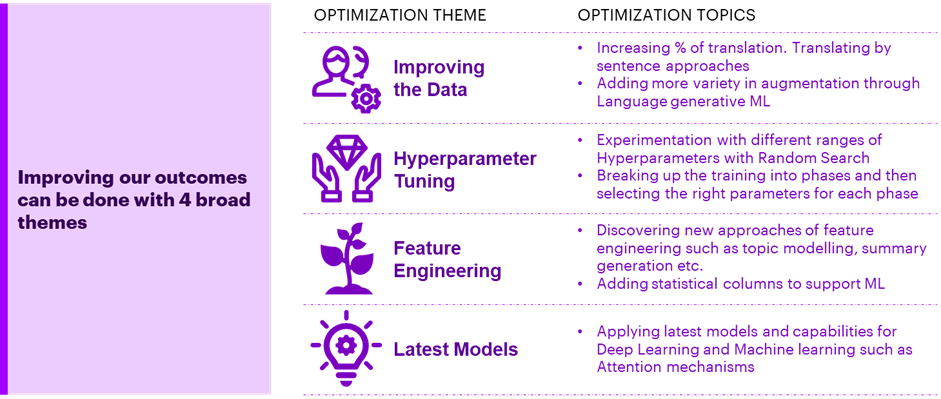 OPTIMIZATION THEME
OPTIMIZATION TOPICS
Improving our outcomes
can be done with 4 broad
themes
Improving
the Data
• Increasing % of translation. Translating by
sentence approaches
• Adding more variety in augmentation through
Language generative ML
Hyperparameter
Tuning
• Experimentation with different ranges of
Hyperparameters with Random Search
• Breaking up the training into phases and then
selecting the right parameters for each phase
Feature
Engineering
• Discovering new approaches of feature
engineering such as topic modelling, summary
generation etc.
• Adding statistical columns to support ML
Latest Models
• Applying latest models and capabilities for
Deep Learning and Machine learning such as
Attention mechanisms